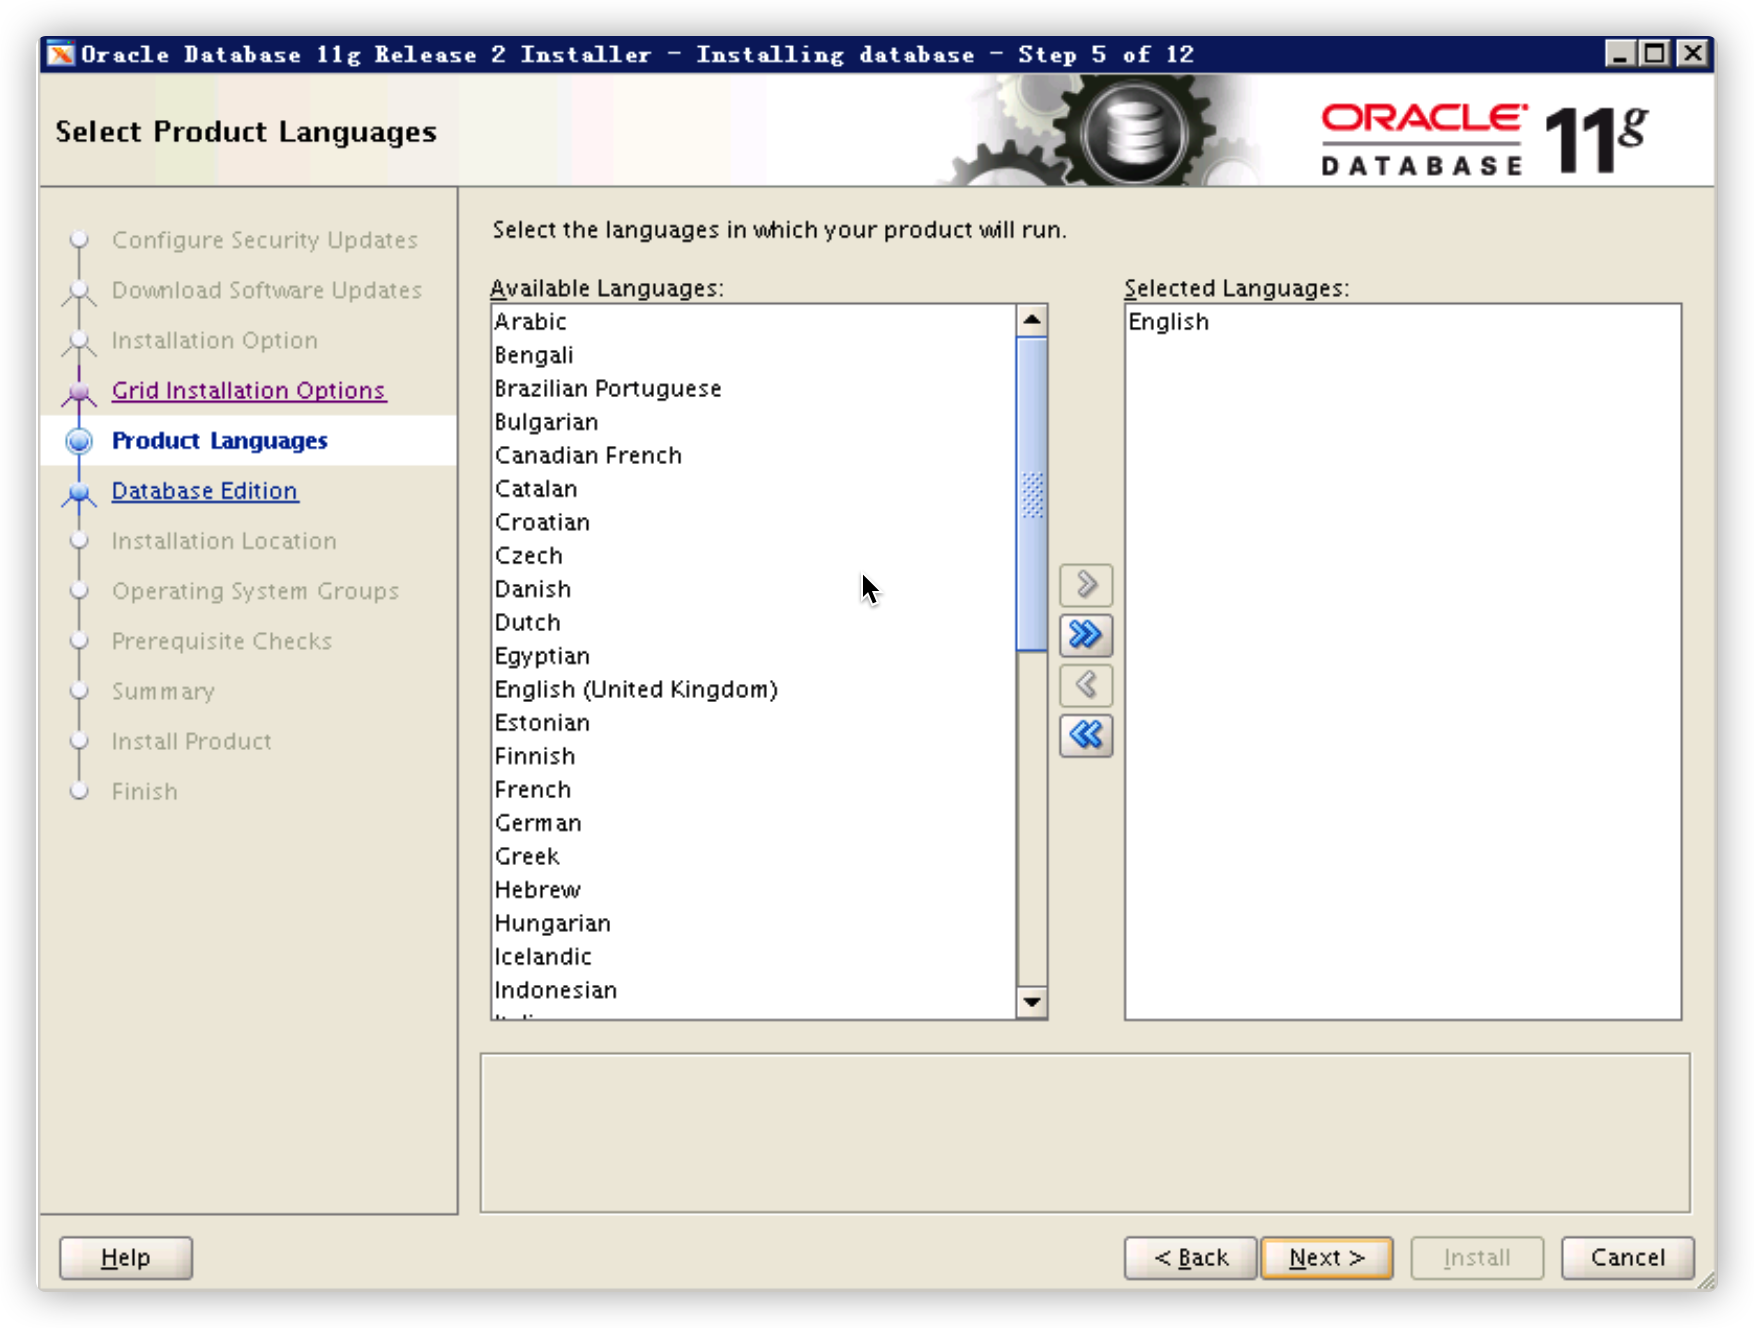 Oracle Database 11g Release 2 Installer - Installing database - Step 5 of 12
Select Product Languages
ORACLE
DATABASE
11g
Configure Security Updates
Download Software Updates
Installation Option
Grid Installation Options
Product Languages
Database Edition
Installation Location
Operating System Groups
Prerequisite Checks
Summary
Install Product
Finish
Select the languages in which your product will run.
Available Languages:
Arabic
Bengali
Brazilian Portuguese
Bulgarian
Canadian French
Catalan
Croatian
Czech
Danish
Dutch
Egyptian
English (United Kingdom)
Estonian
Finnish
French
German
Greek
Hebrew
Hungarian
Icelandic
Indonesian
Selected Languages:
English
Help
< Back
Next >
Install
Cancel